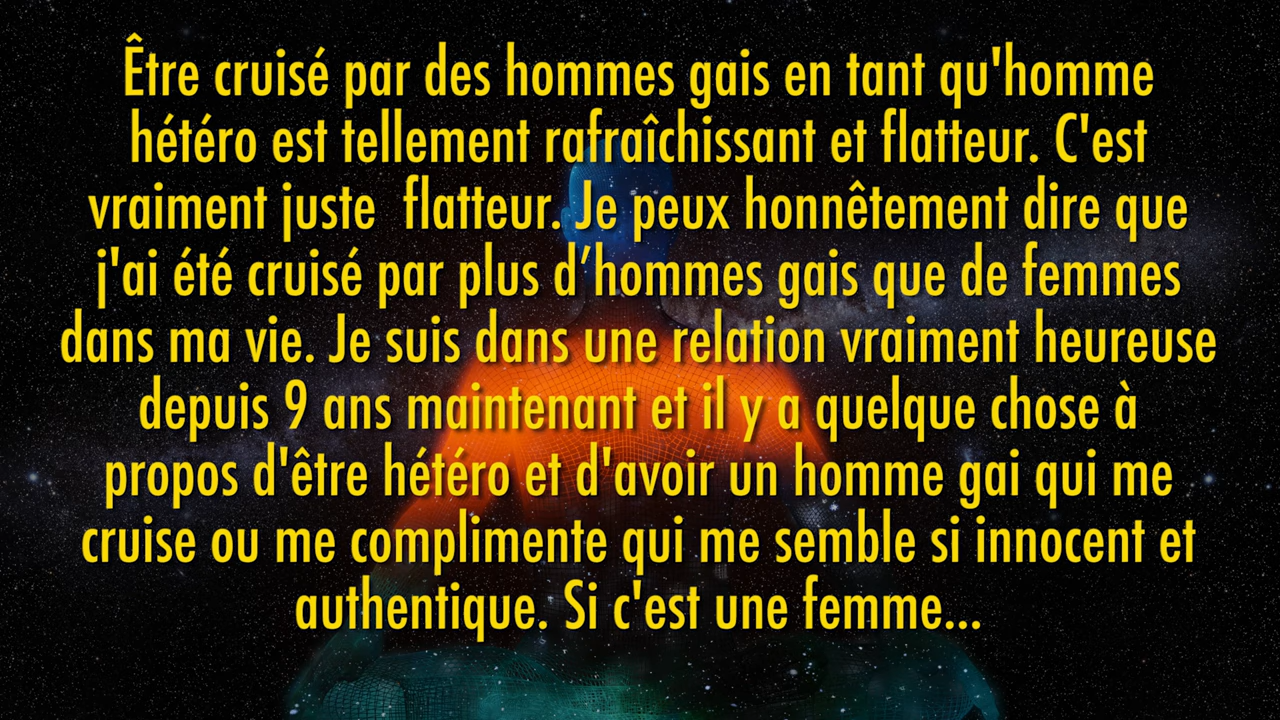 Être cruisé par des hommes gais en tant qu'homme
hétéro est tellement rafraîchissant et flatteur. C'est
vraiment juste  flatteur. Je peux honnêtement dire que
j'ai été cruisé par plus d’hommes gais que de femmes
dans ma vie. Je suis dans une relation vraiment heureuse
depuis 9 ans maintenant et il y a quelque chose à
propos d'être hétéro et d'avoir un homme gai qui me
cruise ou me complimente qui me semble si innocent et
authentique. Si c'est une femme...